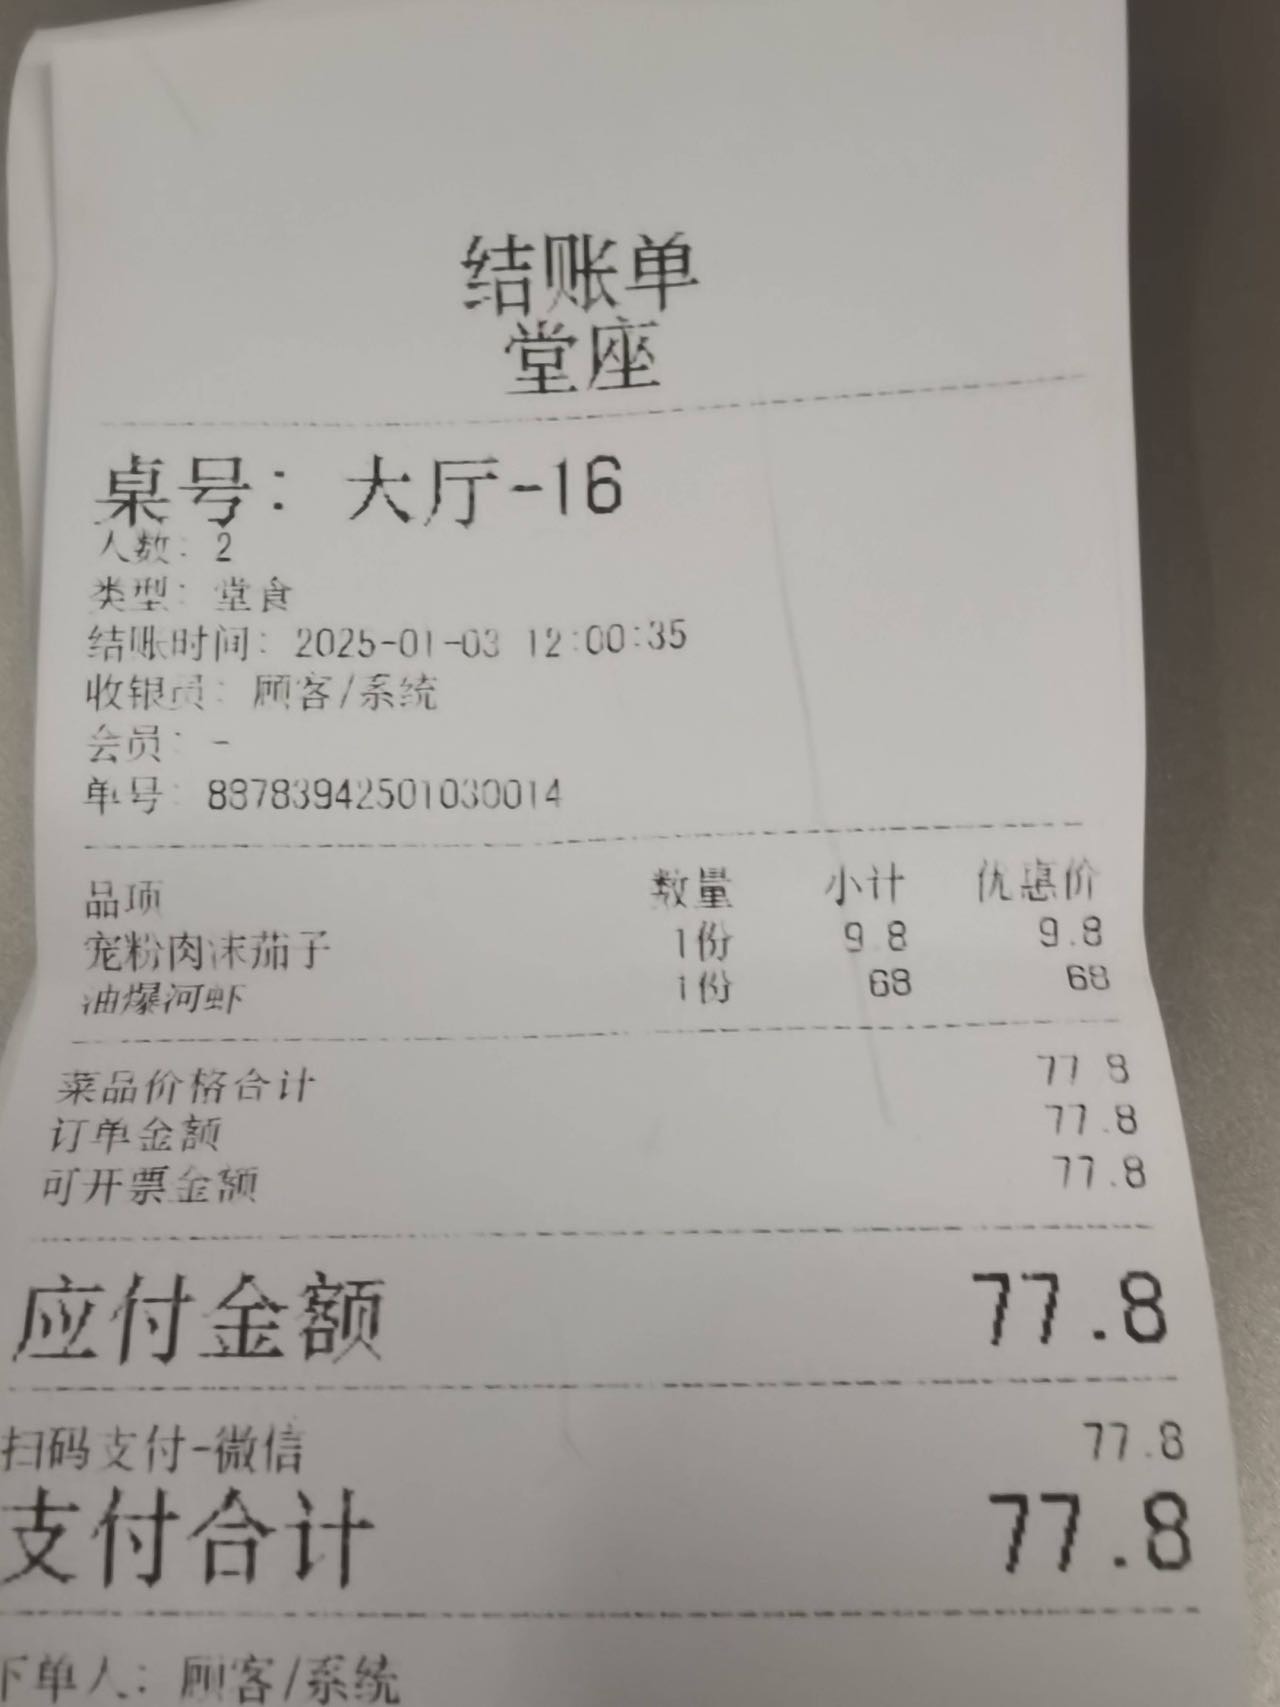 结账单
堂座
桌号: 大厅-16
人数: 2
类型: 堂食
结账时间: 2025-01-03 12:00:35
收银员: 顾客/系统
会员: -
单号: 88783942501030014
品项 数量 小计 优惠价
宠粉肉沫茄子 1份 9.8 9.8
油爆河虾 1份 68 68
菜品价格合计 77.8
订单金额 77.8
可开票金额 77.8
应付金额 77.8
扫码支付-微信 77.8
支付合计 77.8
下单人: 顾客/系统